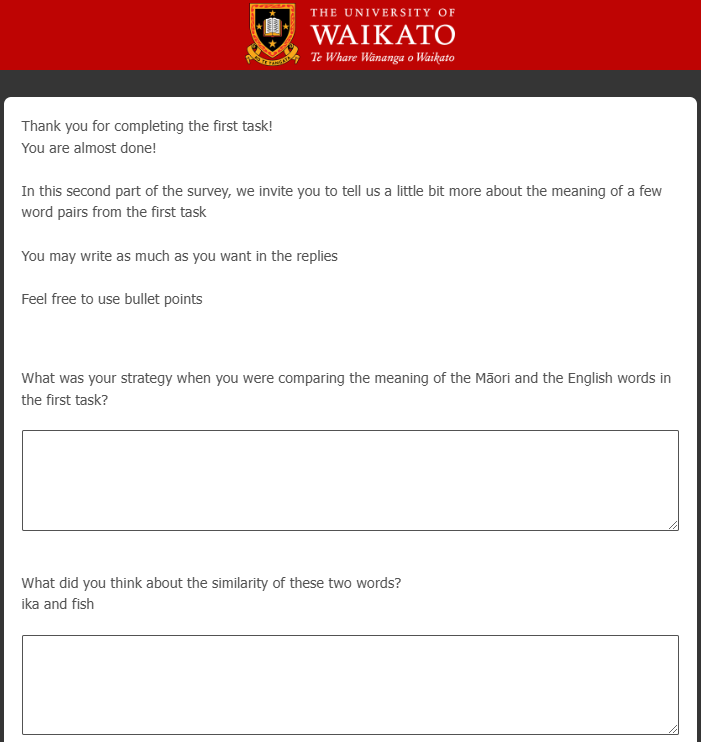 THE UNIVERSITY OF
WAIKATO
Te Whare Wānanga o Waikato
Thank you for completing the first task!
You are almost done!
In this second part of the survey, we invite you to tell us a little bit more about the meaning of a few
word pairs from the first task
You may write as much as you want in the replies
Feel free to use bullet points
What was your strategy when you were comparing the meaning of the Māori and the English words in
the first task?
What did you think about the similarity of these two words?
ika and fish